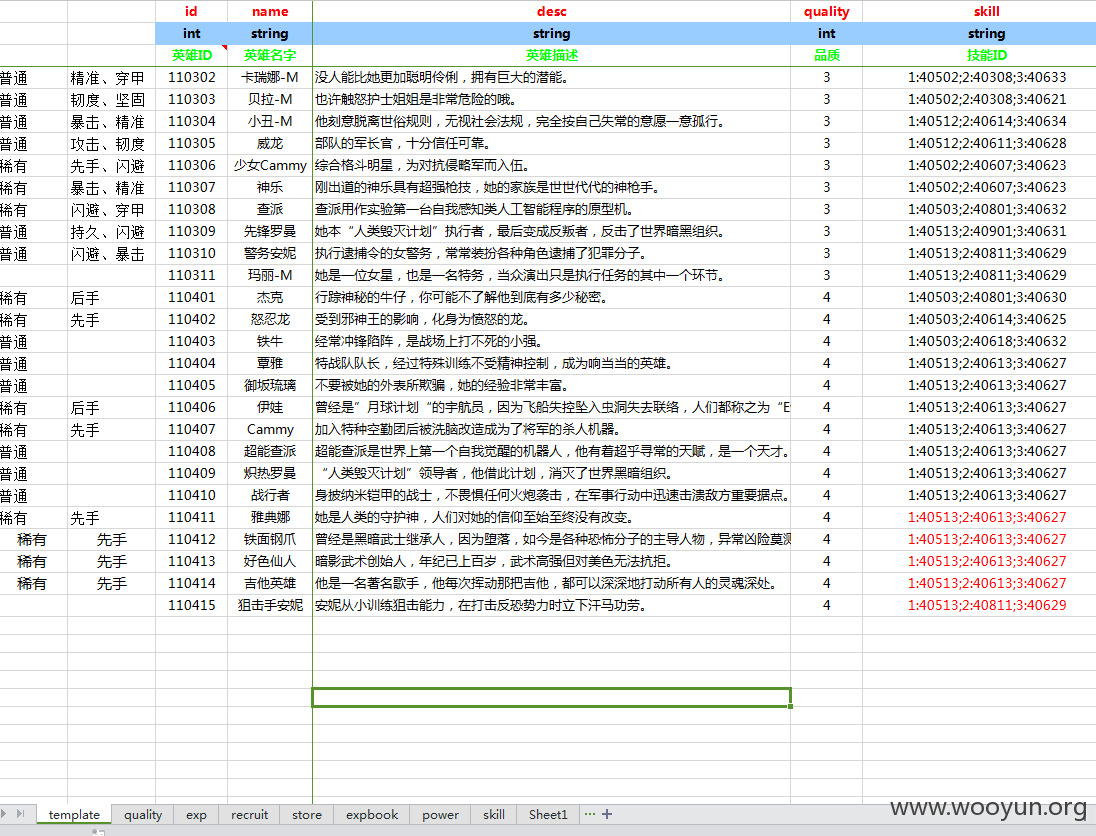 id name desc quality skill
int string string int string
英雄ID 英雄名字 英雄描述 品质 技能ID
普通 精准、穿甲 110302 卡瑞娜-M 没人能比她更加聪明伶俐，拥有巨大的潜能。 3 1:40502;2:40308;3:40633
普通 韧度、坚固 110303 贝拉-M 也许触怒护士姐姐是非常危险的哦。 3 1:40502;2:40308;3:40621
普通 暴击、精准 110304 小丑-M 他刻意脱离世俗规则，无视社会法规，完全按自己失常的意愿一意孤行。 3 1:40512;2:40614;3:40634
普通 攻击、韧度 110305 威龙 部队的军长官，十分信任可靠。 3 1:40512;2:40611;3:40628
稀有 先手、闪避 110306 少女Cammy 综合格斗明星，为对抗侵略军而入伍。 3 1:40502;2:40607;3:40623
稀有 暴击、精准 110307 神乐 刚出道的神乐具有超强枪技，她的家族是世世代代的神枪手。 3 1:40502;2:40607;3:40623
稀有 闪避、穿甲 110308 查派 查派用作实验第一台自我感知类人工智能程序的原型机。 3 1:40503;2:40801;3:40632
普通 持久、闪避 110309 先锋罗曼 她本“人类毁灭计划”执行者，最后变成反叛者，反击了世界暗黑组织。 3 1:40513;2:40901;3:40631
普通 闪避、暴击 110310 警务安妮 执行逮捕令的女警务，常常装扮各种角色逮捕了犯罪分子。 3 1:40513;2:40811;3:40629
110311 玛丽-M 她是一位女星，也是一名特务，当众演出只是执行任务的其中一个环节。 3 1:40513;2:40811;3:40629
稀有 后手 110401 杰克 行踪神秘的牛仔，你可能不了解他到底有多少秘密。 4 1:40503;2:40801;3:40630
稀有 先手 110402 怒忍龙 受到邪神王的影响，化身为愤怒的龙。 4 1:40503;2:40614;3:40625
普通 110403 铁牛 经常冲锋陷阵，是战场上打不死的小强。 4 1:40503;2:40618;3:40632
普通 110404 覃雅 特战队队长，经过特殊训练不受精神控制，成为响当当的英雄。 4 1:40513;2:40613;3:40627
普通 110405 御坂琉璃 不要被她的外表所欺骗，她的经验非常丰富。 4 1:40513;2:40613;3:40627
稀有 后手 110406 伊娃 曾经是”月球计划“的宇航员，因为飞船失控坠入虫洞失去联络，人们都称之为“E 4 1:40513;2:40613;3:40627
稀有 先手 110407 Cammy 加入特种空勤团后被洗脑改造成为了将军的杀人机器。 4 1:40513;2:40613;3:40627
普通 110408 超能查派 超能查派是世界上第一个自我觉醒的机器人，他有着超乎寻常的天赋，是一个天才。 4 1:40513;2:40613;3:40627
普通 110409 炽热罗曼 “人类毁灭计划”领导者，他借此计划，消灭了世界黑暗组织。 4 1:40513;2:40613;3:40627
普通 110410 战行者 身披纳米铠甲的战士，不畏惧任何火炮袭击，在军事行动中迅速击溃敌方重要据点。 4 1:40513;2:40613;3:40627
稀有 先手 110411 雅典娜 她是人类的守护神，人们对她的信仰至始至终没有改变。 4 1:40513;2:40613;3:40627
稀有 先手 110412 铁面钢爪 曾经是黑暗武士继承人，因为堕落，如今是各种恐怖分子的主导人物，异常凶险莫测 4 1:40513;2:40613;3:40627
稀有 先手 110413 好色仙人 暗影武术创始人，年纪已上百岁，武术高强但对美色无法抗拒。 4 1:40513;2:40613;3:40627
稀有 先手 110414 吉他英雄 他是一名著名歌手，他每次挥动那把吉他，都可以深深地打动所有人的灵魂深处。 4 1:40513;2:40613;3:40627
110415 狙击手安妮 安妮从小训练狙击能力，在打击反恐势力时立下汗马功劳。 4 1:40513;2:40811;3:40629
www.wooyun.org
template quality exp recruit store expbook power skill Sheet1 ··· +